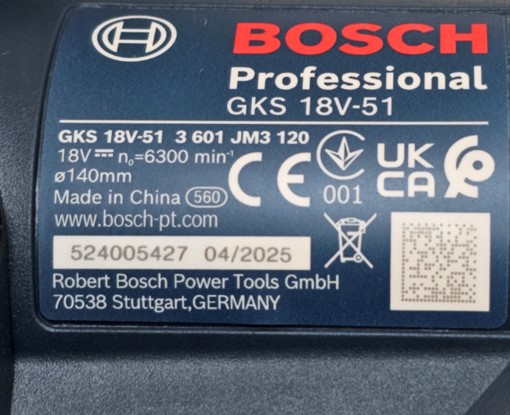 BOSCH
Professional
GKS 18V-51
GKS 18V-51 3 601 JM3 120
18V⎓ n₀=6300 min⁻¹
ø140mm
Made in China 560
www.bosch-pt.com
CE
001
UK
CA
524005427 04/2025
Robert Bosch Power Tools GmbH
70538 Stuttgart,GERMANY